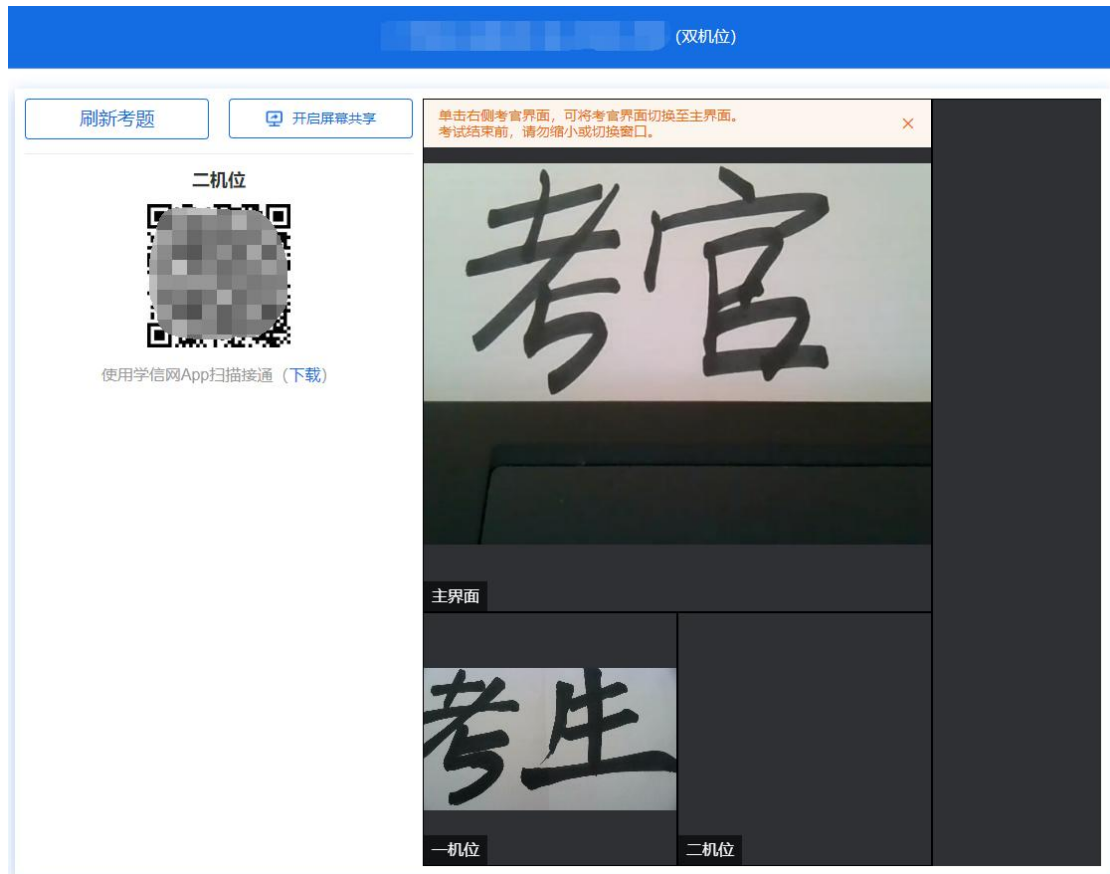 (双机位)
刷新考题
开启屏幕共享
二机位
使用学信网App扫描接通（下载）
单击右侧考官界面，可将考官界面切换至主界面。
考试结束前，请勿缩小或切换窗口。
考官
主界面
考生
一机位
二机位